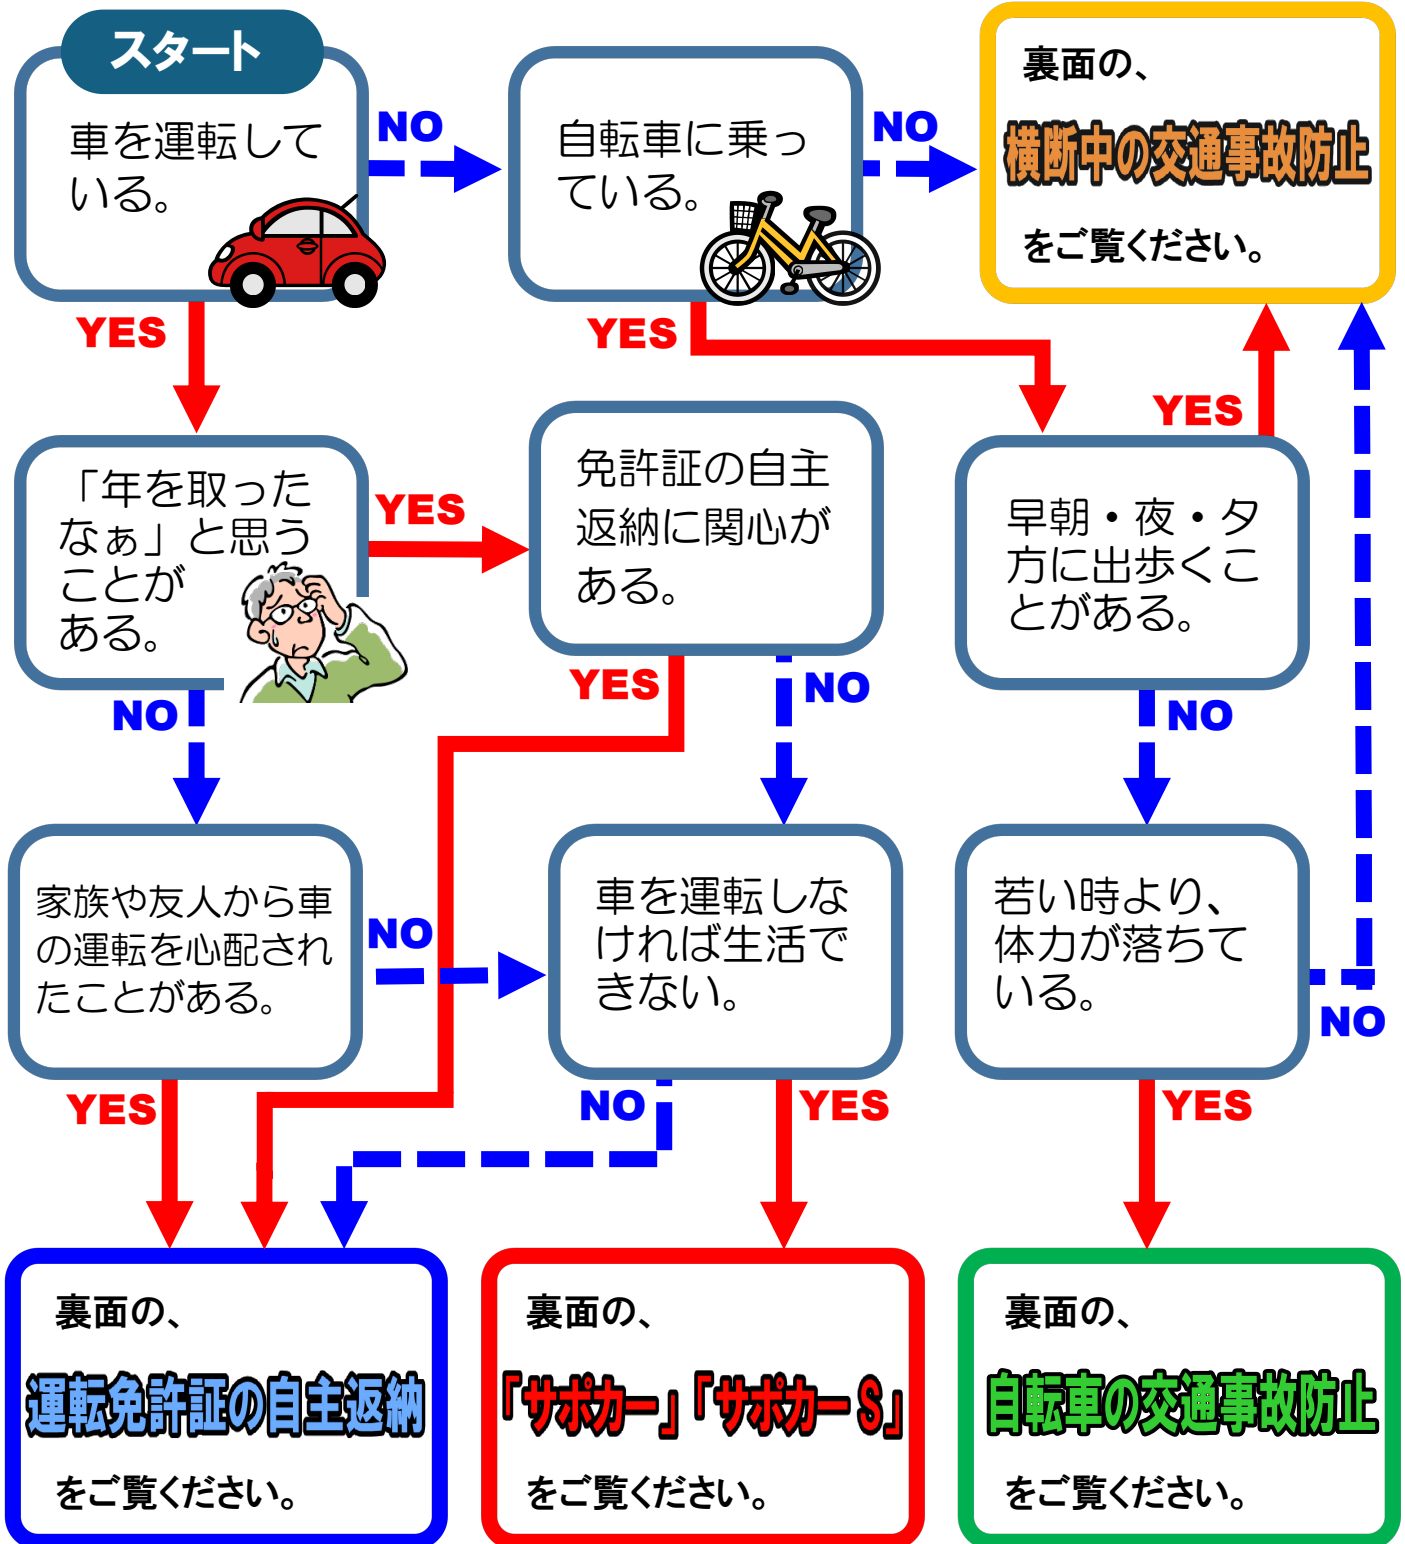 スタート
車を運転して
いる。
NO
自転車に乗っ
ている。
NO
裏面の、
横断中の交通事故防止
をご覧ください。
YES
YES
YES
「年を取った
なぁ」と思う
ことが
ある。
YES
免許証の自主
返納に関心が
ある。
早朝・夜・夕
方に出歩くこ
とがある。
NO
YES
NO
NO
家族や友人から車
の運転を心配され
たことがある。
NO
車を運転しな
ければ生活で
きない。
若い時より、
体力が落ちて
いる。
NO
YES
NO
YES
YES
裏面の、
運転免許証の自主返納
をご覧ください。
裏面の、
「サポカー」「サポカーS」
をご覧ください。
裏面の、
自転車の交通事故防止
をご覧ください。